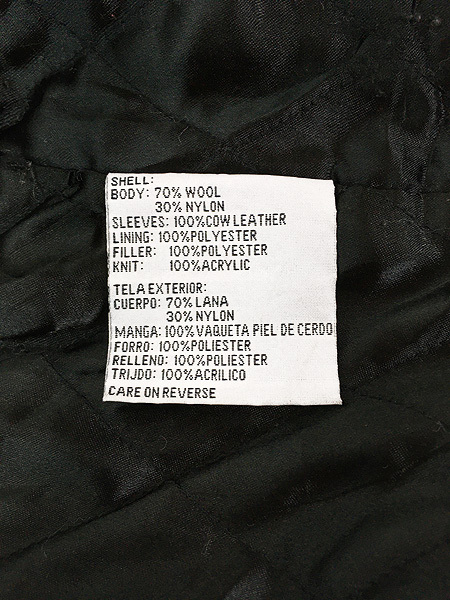 SHELL:
BODY: 70% WOOL
30% NYLON
SLEEVES: 100%COW LEATHER
LINING: 100%POLYESTER
FILLER: 100%POLYESTER
KNIT: 100%ACRYLIC
TELA EXTERIOR:
CUERPO: 70% LANA
30% NYLON
MANGA: 100% VAQUETA PIEL DE CERDO
FORRO: 100%POLIESTER
RELLENO: 100%POLIESTER
TRIJDO: 100%ACRILICO
CARE ON REVERSE